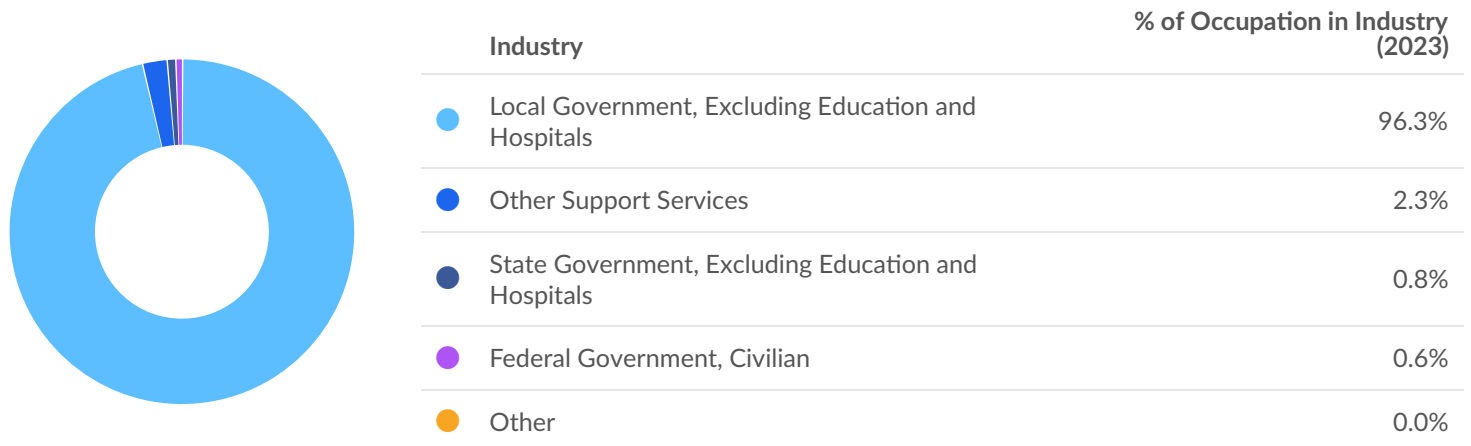 Industry
% of Occupation in Industry
(2023)
Local Government, Excluding Education and
Hospitals
96.3%
Other Support Services
2.3%
State Government, Excluding Education and
Hospitals
0.8%
Federal Government, Civilian
0.6%
Other
0.0%